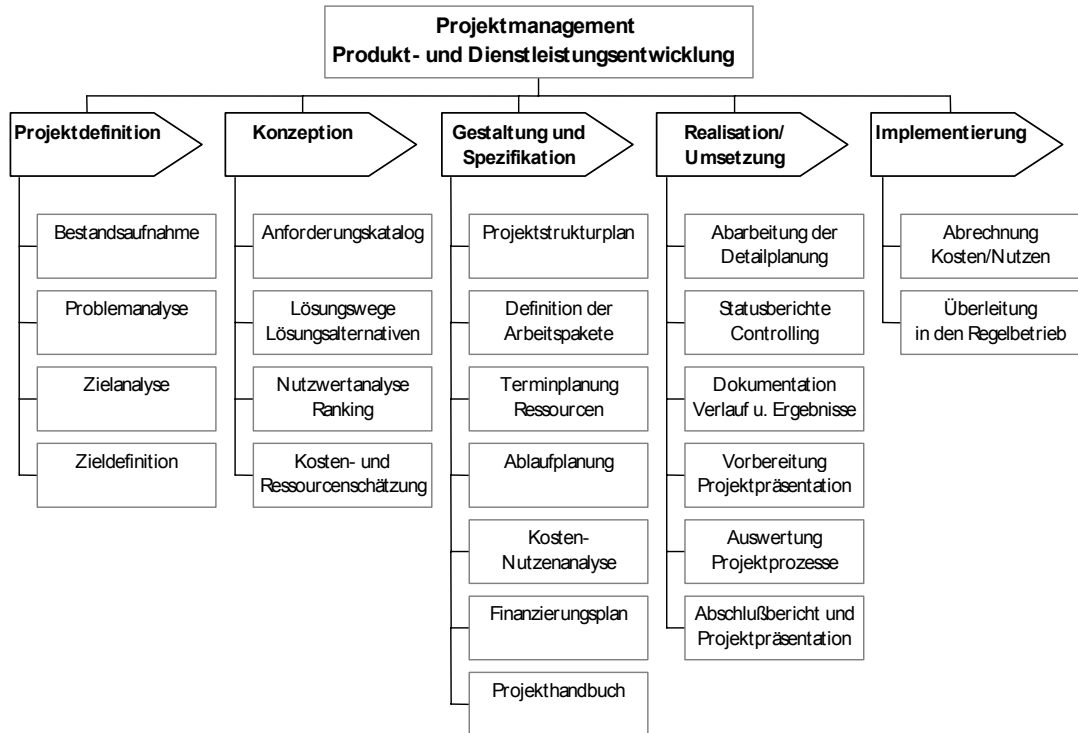 Projektmanagement
Produkt- und Dienstleistungsentwicklung
Projektdefinition
Bestandsaufnahme
Problemanalyse
Zielanalyse
Zieldefinition
Konzeption
Anforderungskatalog
Lösungswege
Lösungsalternativen
Nutzwertanalyse
Ranking
Kosten- und
Ressourcenschätzung
Gestaltung und
Spezifikation
Projektstrukturplan
Definition der
Arbeitspakete
Terminplanung
Ressourcen
Ablaufplanung
Kosten-
Nutzenanalyse
Finanzierungsplan
Projekthandbuch
Realisation/
Umsetzung
Abarbeitung der
Detailplanung
Statusberichte
Controlling
Dokumentation
Verlauf u. Ergebnisse
Vorbereitung
Projektpräsentation
Auswertung
Projektprozesse
Abschlußbericht und
Projektpräsentation
Implementierung
Abrechnung
Kosten/Nutzen
Überleitung
in den Regelbetrieb